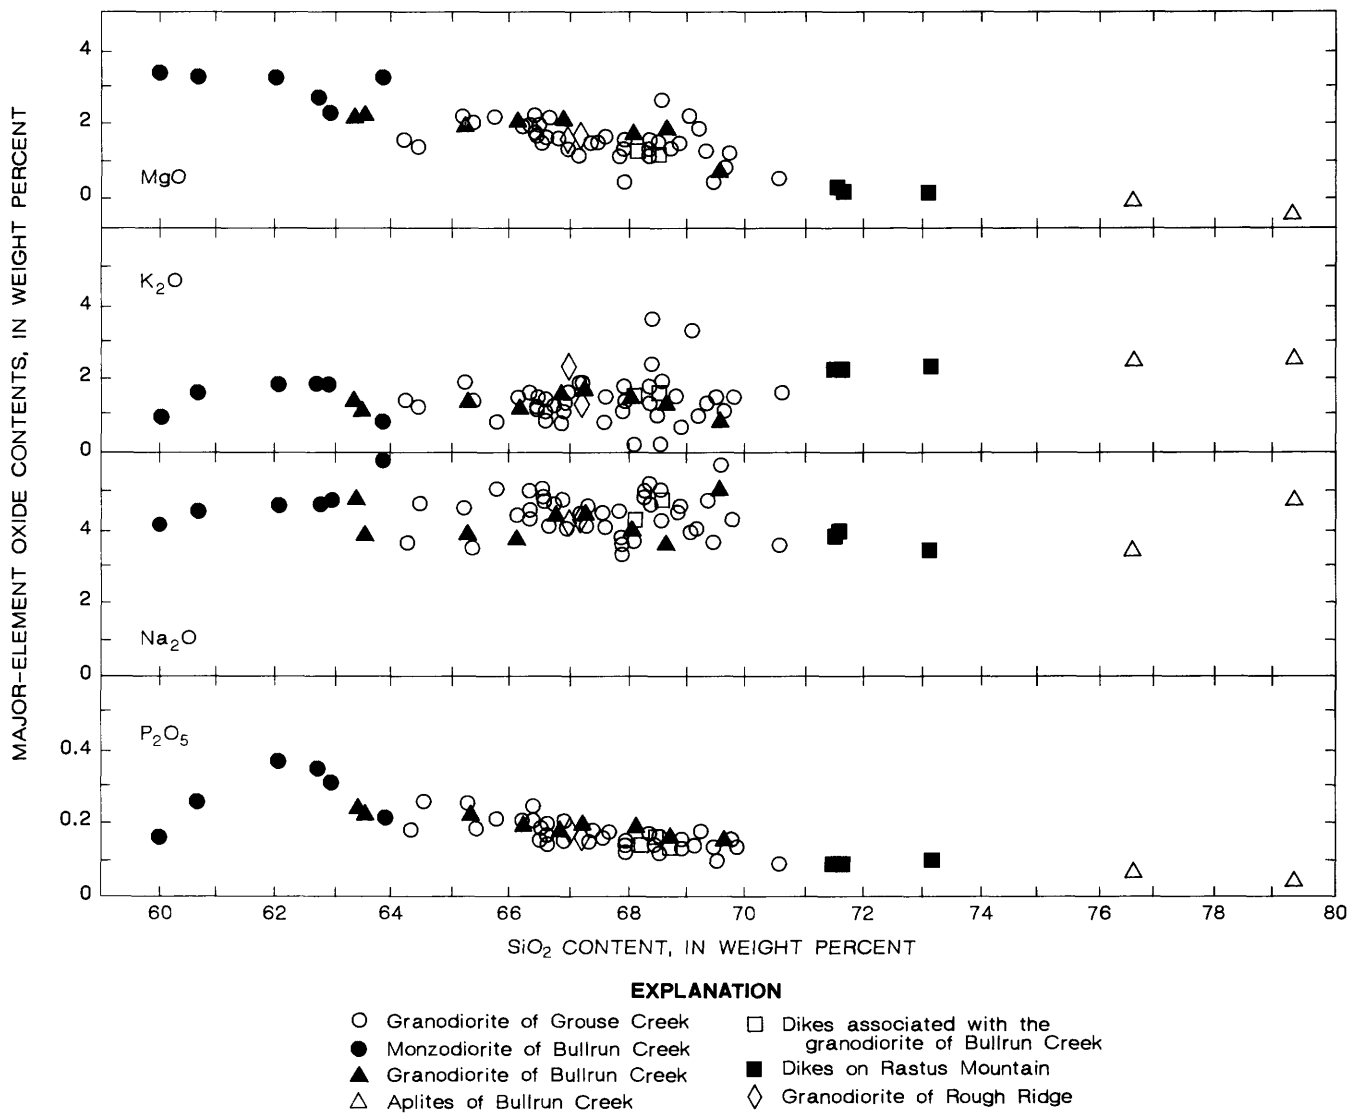 MAJOR-ELEMENT OXIDE CONTENTS, IN WEIGHT PERCENT
4
2
MgO
0
K2O
4
2
0
4
2
Na2O
0
P2O5
0.4
0.2
0
60 62 64 66 68 70 72 74 76 78 80
SiO2 CONTENT, IN WEIGHT PERCENT
EXPLANATION
Granodiorite of Grouse Creek
Monzodiorite of Bullrun Creek
Granodiorite of Bullrun Creek
Aplites of Bullrun Creek
Dikes associated with the
granodiorite of Bullrun Creek
Dikes on Rastus Mountain
Granodiorite of Rough Ridge